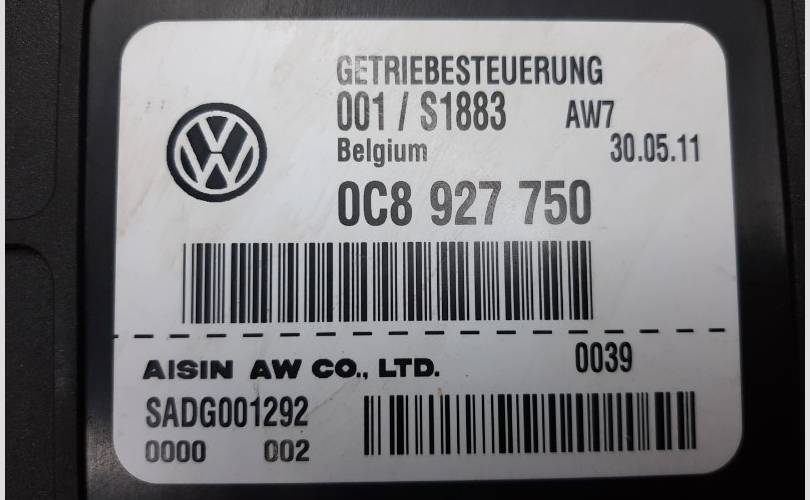 GETRIEBESTEUERUNG
001 / S1883 AW7
Belgium 30.05.11
0C8 927 750
AISIN AW CO., LTD. 0039
SADG001292
0000 002